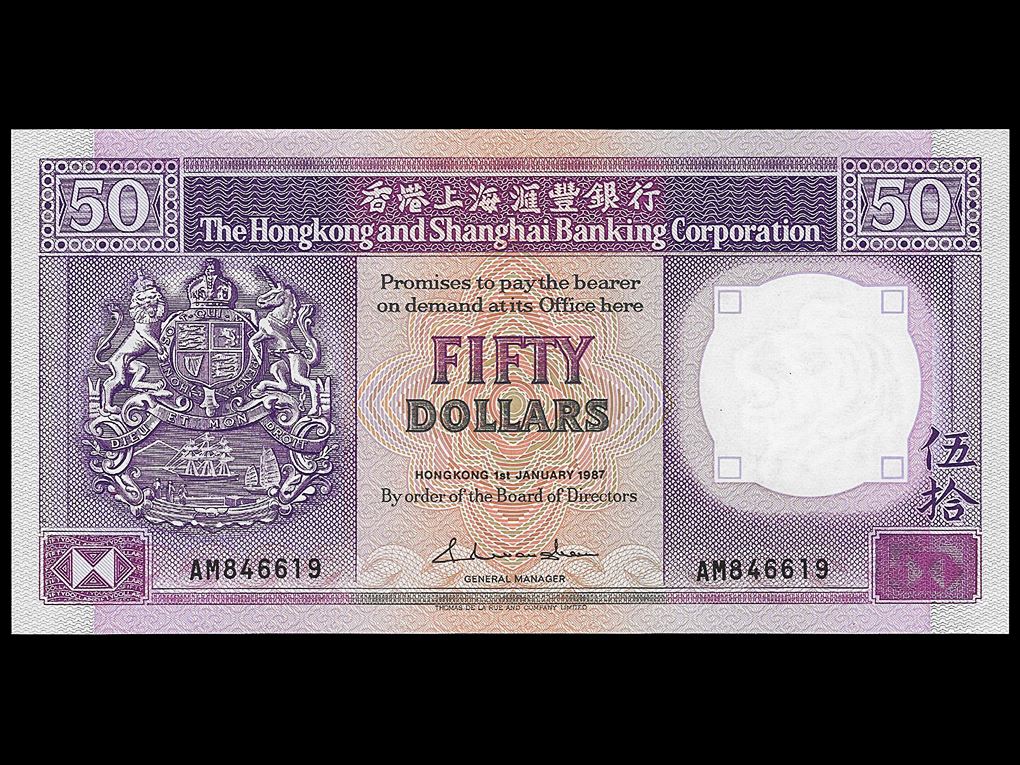 50
50
香港上海滙豐銀行
The Hongkong and Shanghai Banking Corporation
Promises to pay the bearer
on demand at its Office here
FIFTY
DOLLARS
HONGKONG 1st JANUARY 1987
By order of the Board of Directors
DIEU ET MON DROIT
伍拾
AM846619
AM846619
GENERAL MANAGER
THOMAS DE LA RUE AND COMPANY LIMITED